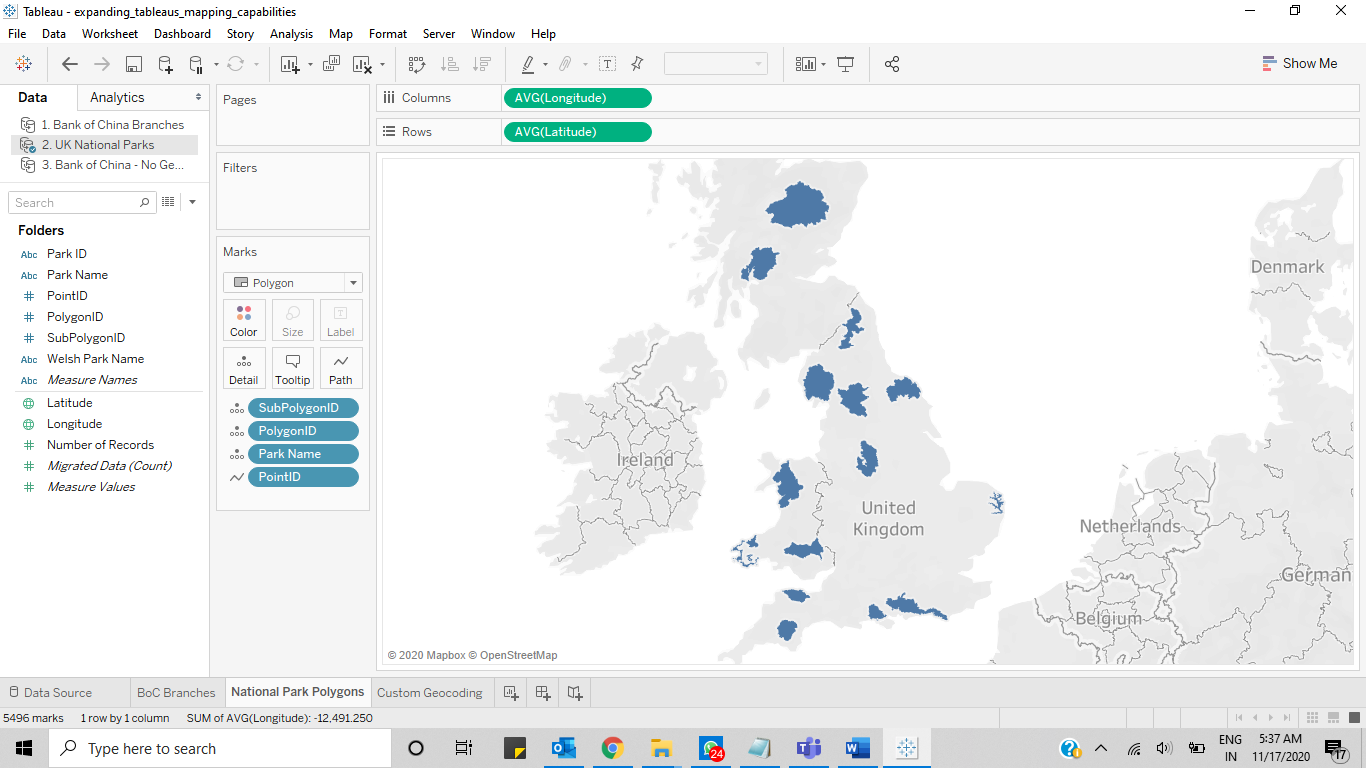 Tableau - expanding_tableaus_mapping_capabilities
File Data Worksheet Dashboard Story Analysis Map Format Server Window Help
Show Me
Data Analytics
1. Bank of China Branches
2. UK National Parks
3. Bank of China - No Ge...
Search
Folders
Abc Park ID
Abc Park Name
# PointID
# PolygonID
# SubPolygonID
Abc Welsh Park Name
Abc Measure Names
Latitude
Longitude
# Number of Records
# Migrated Data (Count)
# Measure Values
Pages
Filters
Marks
Polygon
Color Size Label
Detail Tooltip Path
SubPolygonID
PolygonID
Park Name
PointID
Columns AVG(Longitude)
Rows AVG(Latitude)
Denmark
Ireland
United
Kingdom
Netherlands
German
Belgium
© 2020 Mapbox © OpenStreetMap
Data Source BoC Branches National Park Polygons Custom Geocoding
5496 marks 1 row by 1 column SUM of AVG(Longitude): -12,491.250
Type here to search
24
ENG
IN
5:37 AM
11/17/2020
17